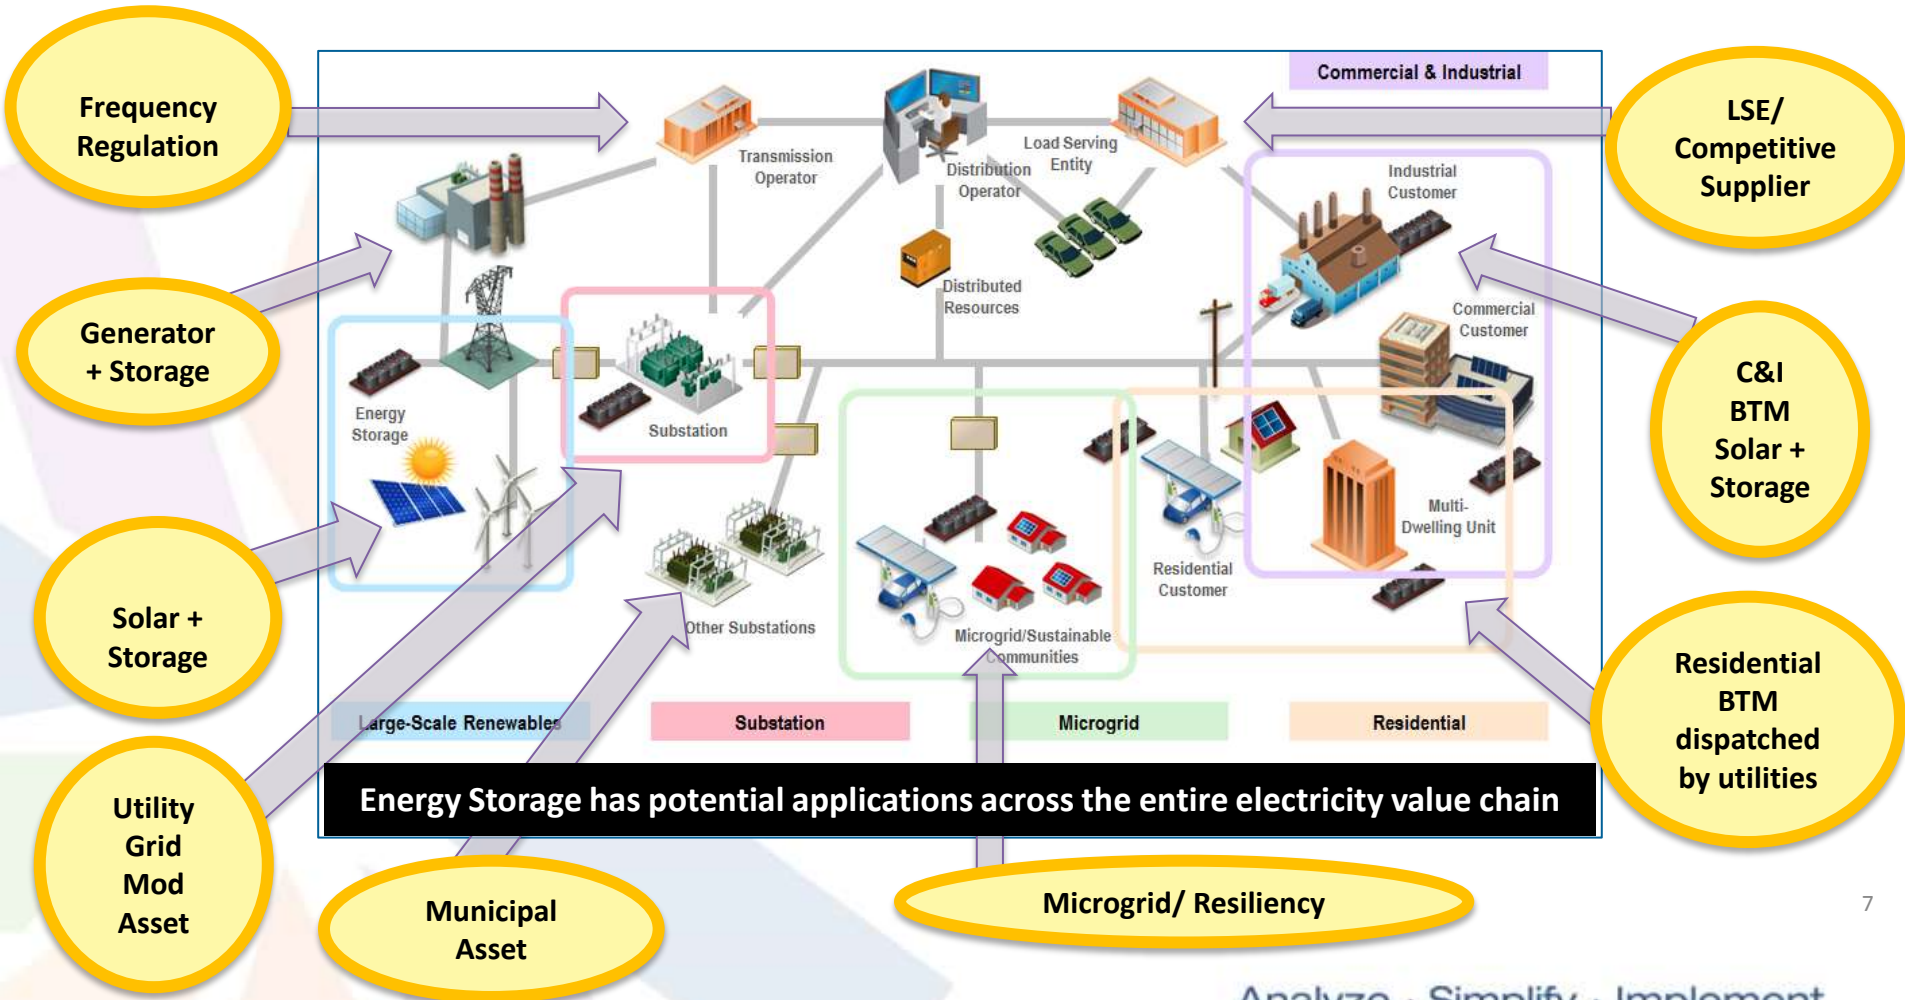 Frequency
Regulation
Generator
+ Storage
Solar +
Storage
Utility
Grid
Mod
Asset
Municipal
Asset
Microgrid/ Resiliency
LSE/
Competitive
Supplier
C&I
BTM
Solar +
Storage
Residential
BTM
dispatched
by utilities
Commercial & Industrial
Transmission
Operator
Distribution
Operator
Load Serving
Entity
Industrial
Customer
Distributed
Resources
Commercial
Customer
Energy
Storage
Substation
Multi-
Dwelling Unit
Residential
Customer
Other Substations
Microgrid/Sustainable
Communities
Large-Scale Renewables
Substation
Microgrid
Residential
Energy Storage has potential applications across the entire electricity value chain
7
Analyze · Simplify · Implement